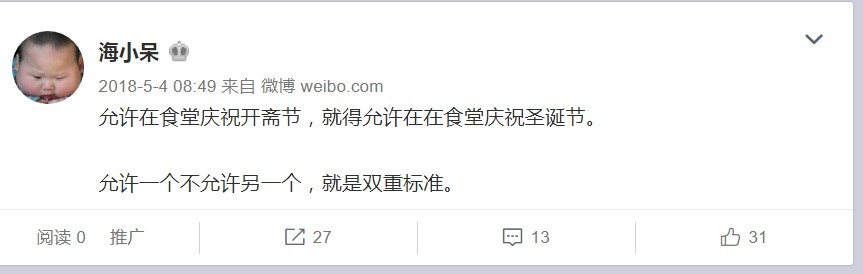 海小呆
2018-5-4 08:49 来自 微博 weibo.com
允许在食堂庆祝开斋节，就得允许在在食堂庆祝圣诞节。
允许一个不允许另一个，就是双重标准。
阅读 0 推广 27 13 31